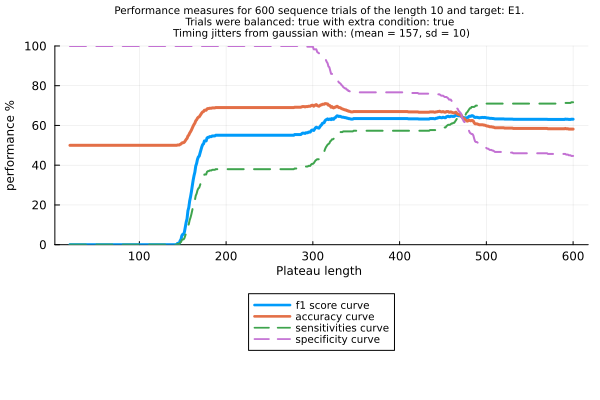 Performance measures for 600 sequence trials of the length 10 and target: E1.
Trials were balanced: true with extra condition: true
Timing jitters from gaussian with: (mean = 157, sd = 10)
100
80
60
40
20
0
performance %
100 200 300 400 500 600
Plateau length
f1 score curve
accuracy curve
sensitivities curve
specificity curve